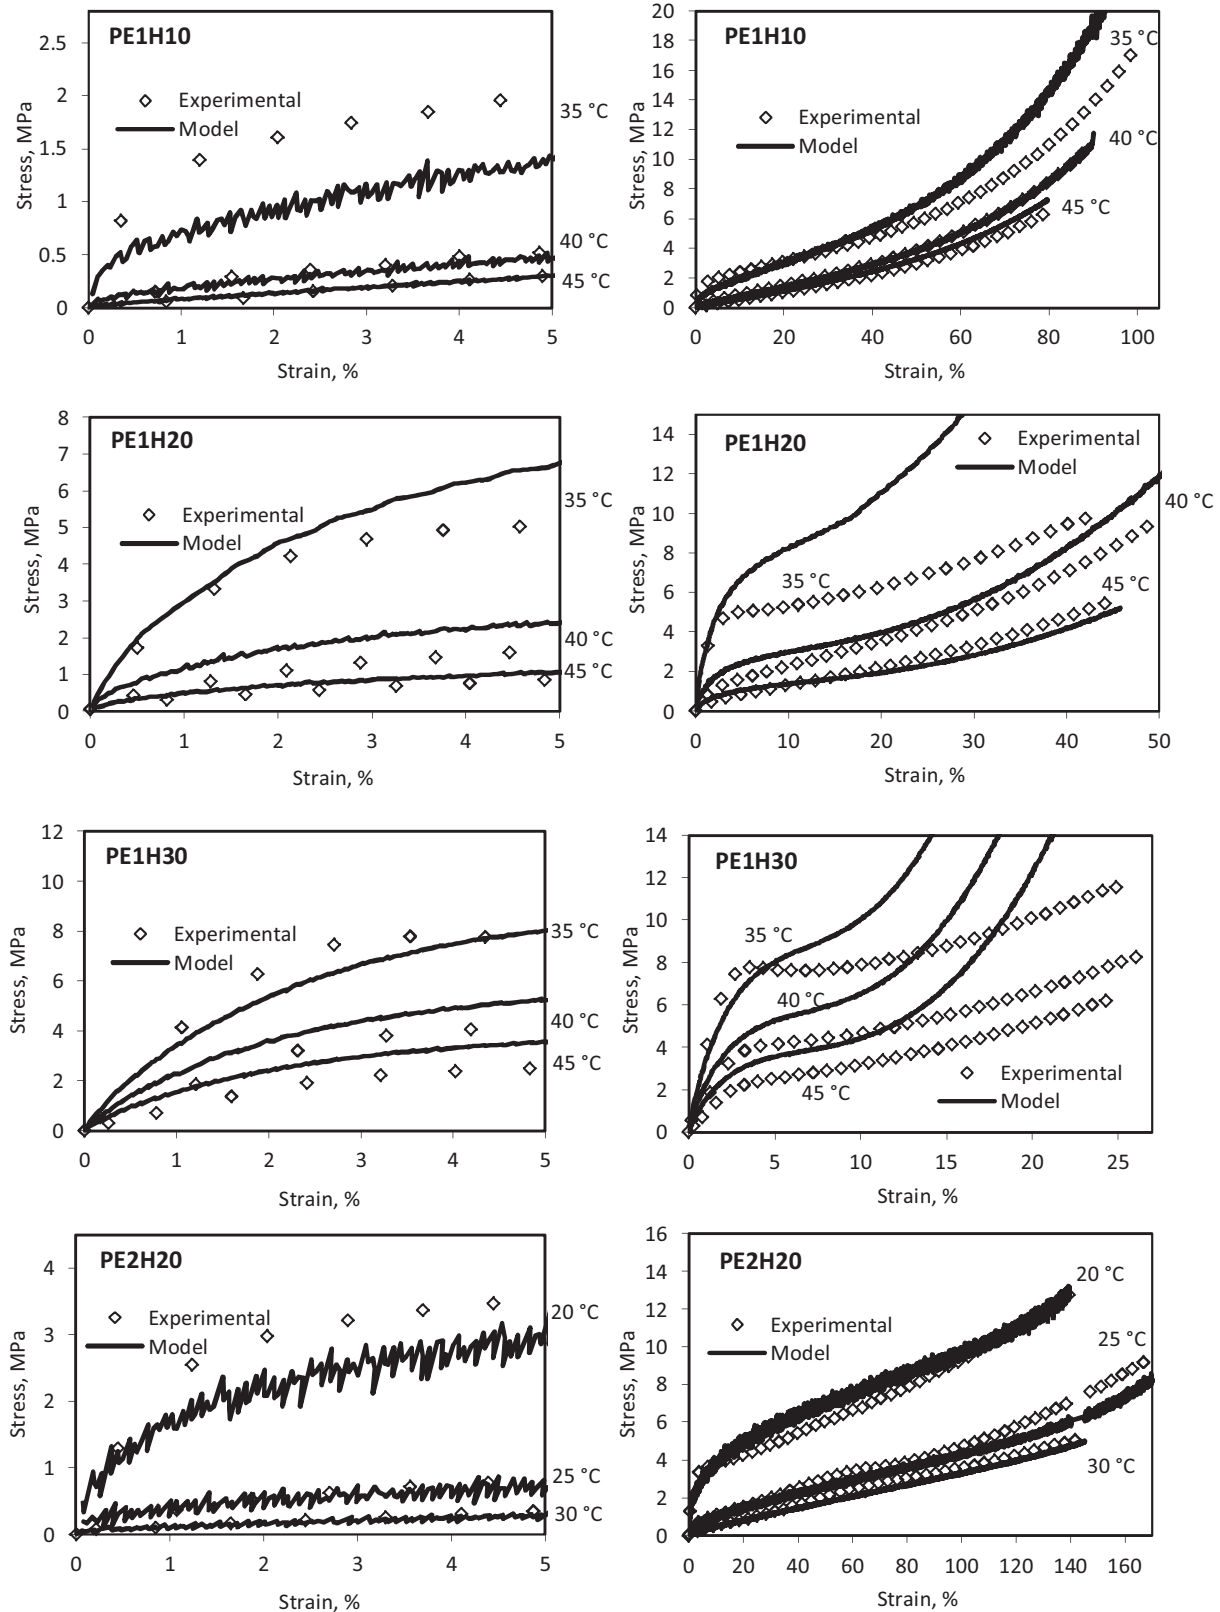 PE1H10
Stress, MPa
2.5
2
1.5
1
0.5
0
Experimental
Model
35 °C
40 °C
45 °C
0 1 2 3 4 5
Strain, %
PE1H10
Stress, MPa
20
18
16
14
12
10
8
6
4
2
0
Experimental
Model
35 °C
40 °C
45 °C
0 20 40 60 80 100
Strain, %
PE1H20
Stress, MPa
8
7
6
5
4
3
2
1
0
Experimental
Model
35 °C
40 °C
45 °C
0 1 2 3 4 5
Strain, %
PE1H20
Stress, MPa
14
12
10
8
6
4
2
0
Experimental
Model
35 °C
40 °C
45 °C
0 10 20 30 40 50
Strain, %
PE1H30
Stress, MPa
12
10
8
6
4
2
0
Experimental
Model
35 °C
40 °C
45 °C
0 1 2 3 4 5
Strain, %
PE1H30
Stress, MPa
14
12
10
8
6
4
2
0
35 °C
40 °C
45 °C
Experimental
Model
0 5 10 15 20 25
Strain, %
PE2H20
Stress, MPa
4
3
2
1
0
Experimental
Model
20 °C
25 °C
30 °C
0 1 2 3 4 5
Strain, %
PE2H20
Stress, MPa
16
14
12
10
8
6
4
2
0
Experimental
Model
20 °C
25 °C
30 °C
0 20 40 60 80 100 120 140 160
Strain, %